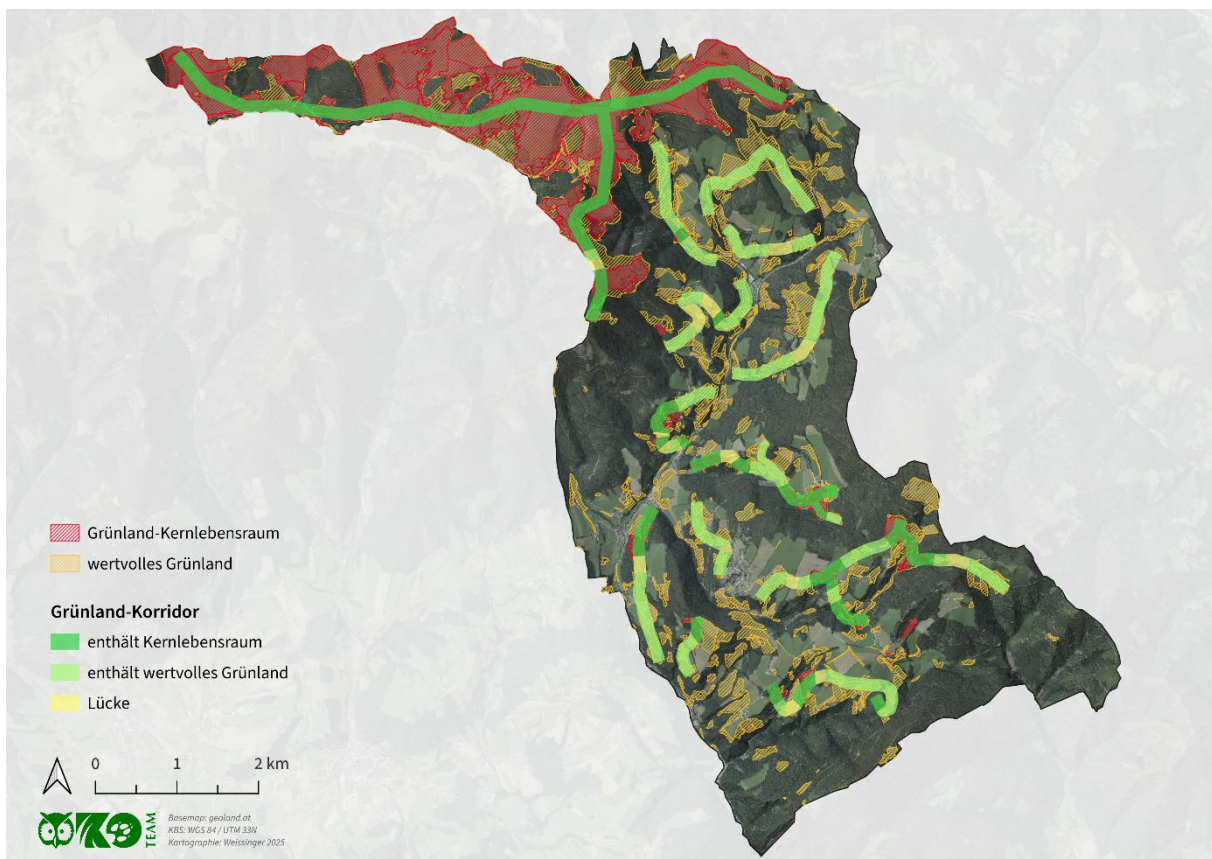 Grünland-Kernlebensraum
wertvolles Grünland
Grünland-Korridor
enthält Kernlebensraum
enthält wertvolles Grünland
Lücke
0 1 2 km
ÖKO
TEAM
Basemap: geoland.at
KBS: WGS 84 / UTM 33N
Kartographie: Weissinger 2025